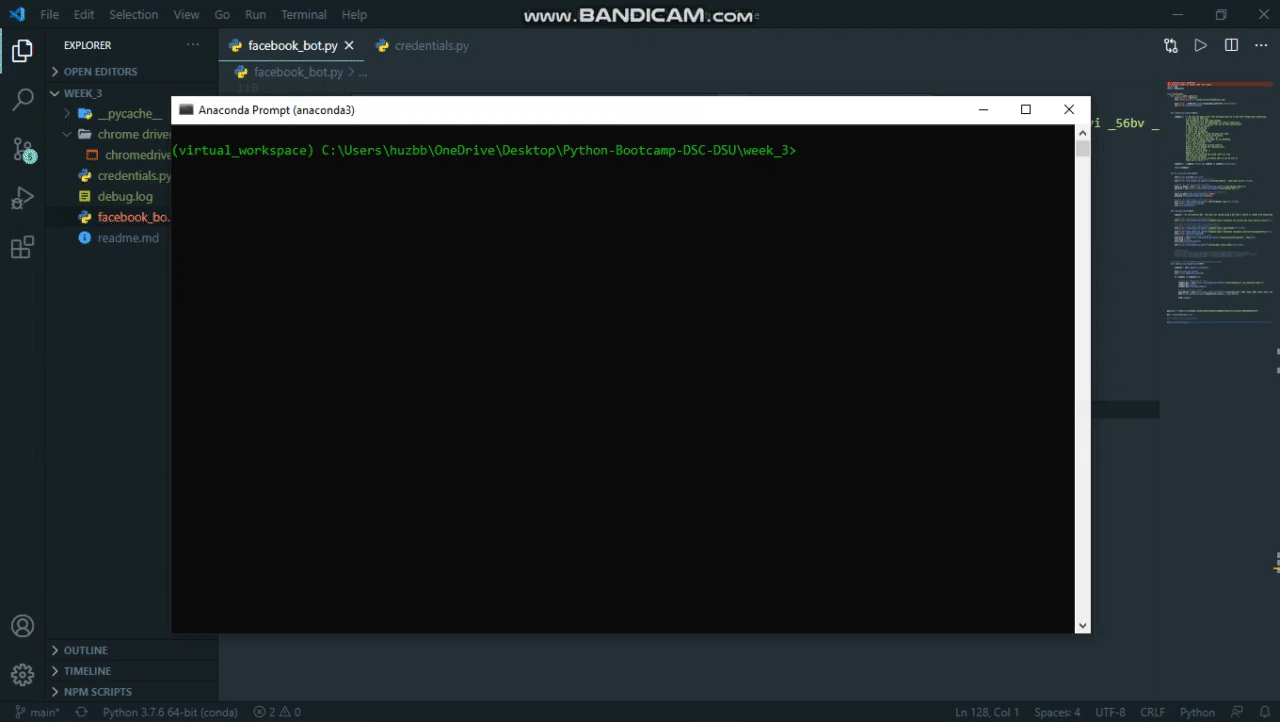 File Edit Selection View Go Run Terminal Help
www.BANDICAM.com
EXPLORER
OPEN EDITORS
WEEK_3
__pycache__
chrome driver
chromedrive
credentials.py
debug.log
facebook_bo.
readme.md
OUTLINE
TIMELINE
NPM SCRIPTS
facebook_bot.py
credentials.py
facebook_bot.py > ...
110
Anaconda Prompt (anaconda3)
(virtual_workspace) C:\Users\huzbb\OneDrive\Desktop\Python-Bootcamp-DSC-DSU\week_3>
_56bv _
main* Python 3.7.6 64-bit (conda) 2 0
Ln 128, Col 1 Spaces: 4 UTF-8 CRLF Python